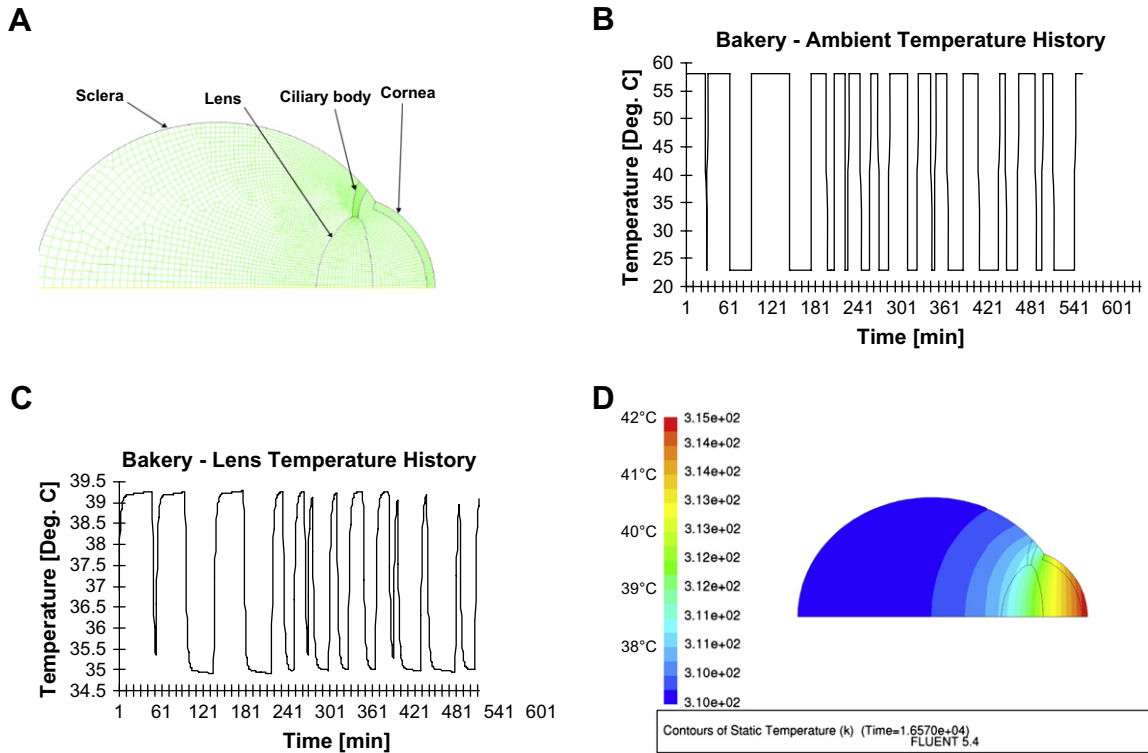 A
Sclera
Lens
Ciliary body
Cornea
B
Bakery - Ambient Temperature History
Temperature [Deg. C]
60
55
50
45
40
35
30
25
20
1 61 121 181 241 301 361 421 481 541 601
Time [min]
C
Bakery - Lens Temperature History
Temperature [Deg. C]
39.5
39
38.5
38
37.5
37
36.5
36
35.5
35
34.5
1 61 121 181 241 301 361 421 481 541 601
Time [min]
D
42°C 3.15e+02
3.14e+02
41°C 3.14e+02
3.13e+02
40°C 3.13e+02
3.12e+02
39°C 3.12e+02
3.11e+02
38°C 3.11e+02
3.10e+02
3.10e+02
Contours of Static Temperature (k) (Time=1.6570e+04)
FLUENT 5.4